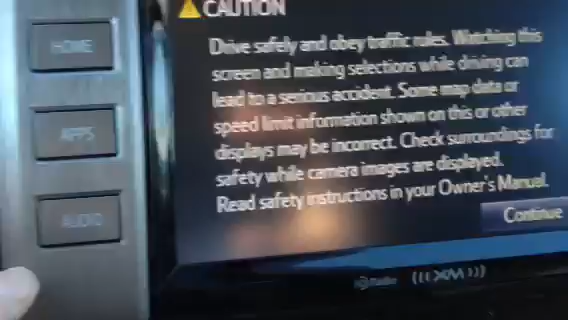 CAUTION
HOME
Drive safely and obey traffic rules. Watching this
screen and making selections while driving can
lead to a serious accident. Some map data or
speed limit information shown on this or other
APPS
displays may be incorrect. Check surroundings for
safety while camera images are displayed.
Read safety instructions in your Owner's Manual.
AUDIO
Continue
HD Radio
((( XM )))